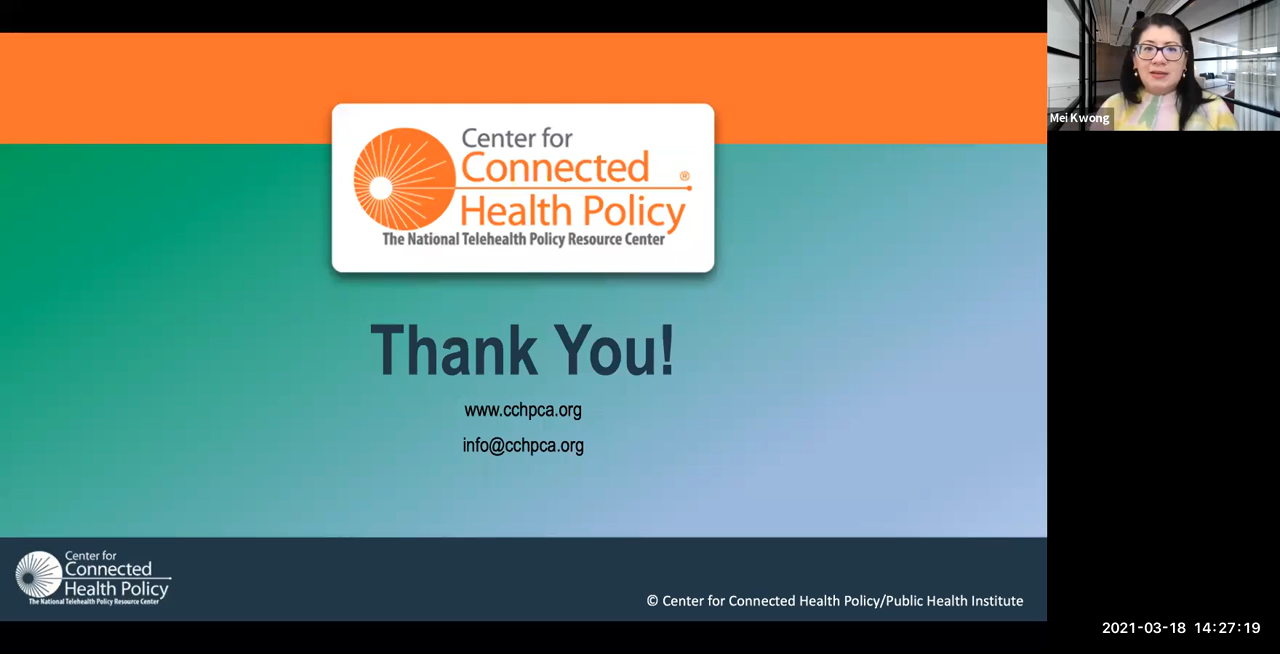 Center for
Connected
®
Health Policy
The National Telehealth Policy Resource Center
Thank You!
www.cchpca.org
info@cchpca.org
Center for
Connected
Health Policy
The National Telehealth Policy Resource Center
© Center for Connected Health Policy/Public Health Institute
Mei Kwong
2021-03-18 14:27:19